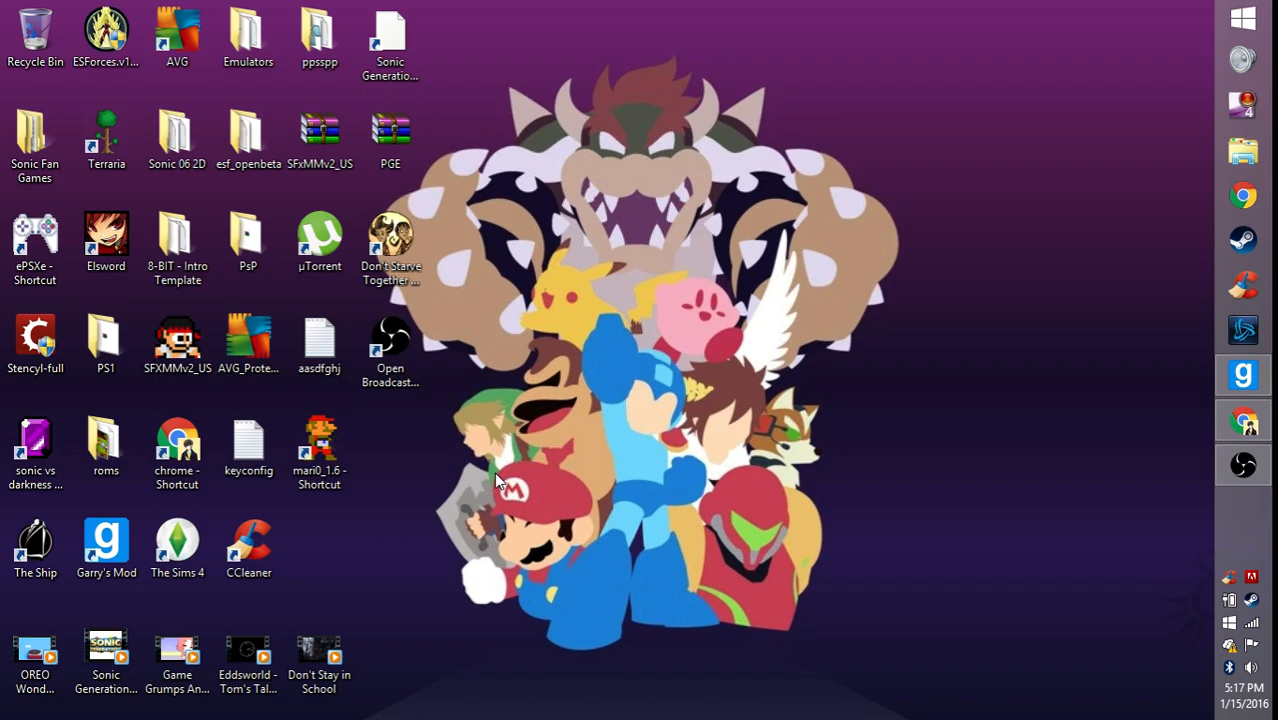 Recycle Bin
ESForces.v1...
AVG
Emulators
ppsspp
Sonic
Generatio...
Sonic Fan
Games
Terraria
Sonic 06 2D
esf_openbeta
SFxMMv2_US
PGE
ePSXe -
Shortcut
Elsword
8-BIT - Intro
Template
PsP
µTorrent
Don't Starve
Together ...
Stencyl-full
PS1
SFXMMv2_US
AVG_Prote...
aasdfghj
Open
Broadcast...
sonic vs
darkness ...
roms
chrome -
Shortcut
keyconfig
mari0_1.6 -
Shortcut
The Ship
Garry's Mod
The Sims 4
CCleaner
OREO
Wond...
Sonic
Generation...
Game
Grumps An...
Eddsworld -
Tom's Tal...
Don't Stay in
School
SONIC
M
g
4
g
5:17 PM
1/15/2016